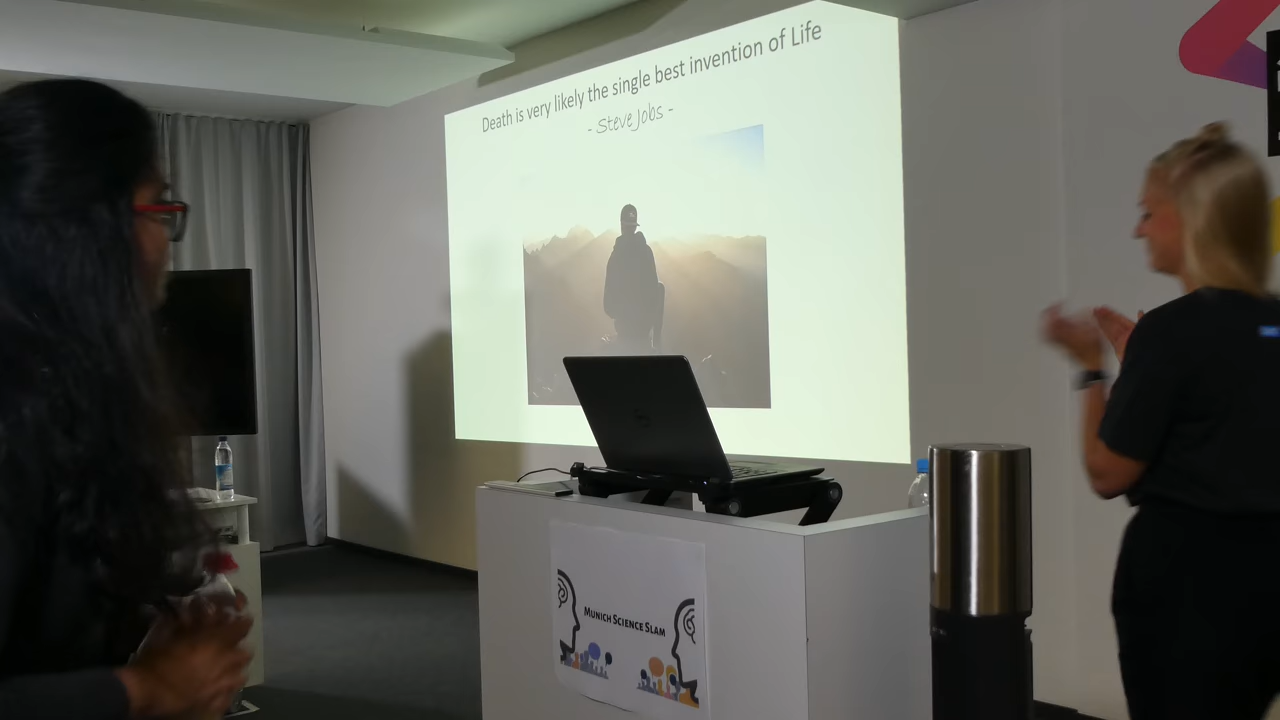 Death is very likely the single best invention of Life
- Steve Jobs -
Munich Science Slam